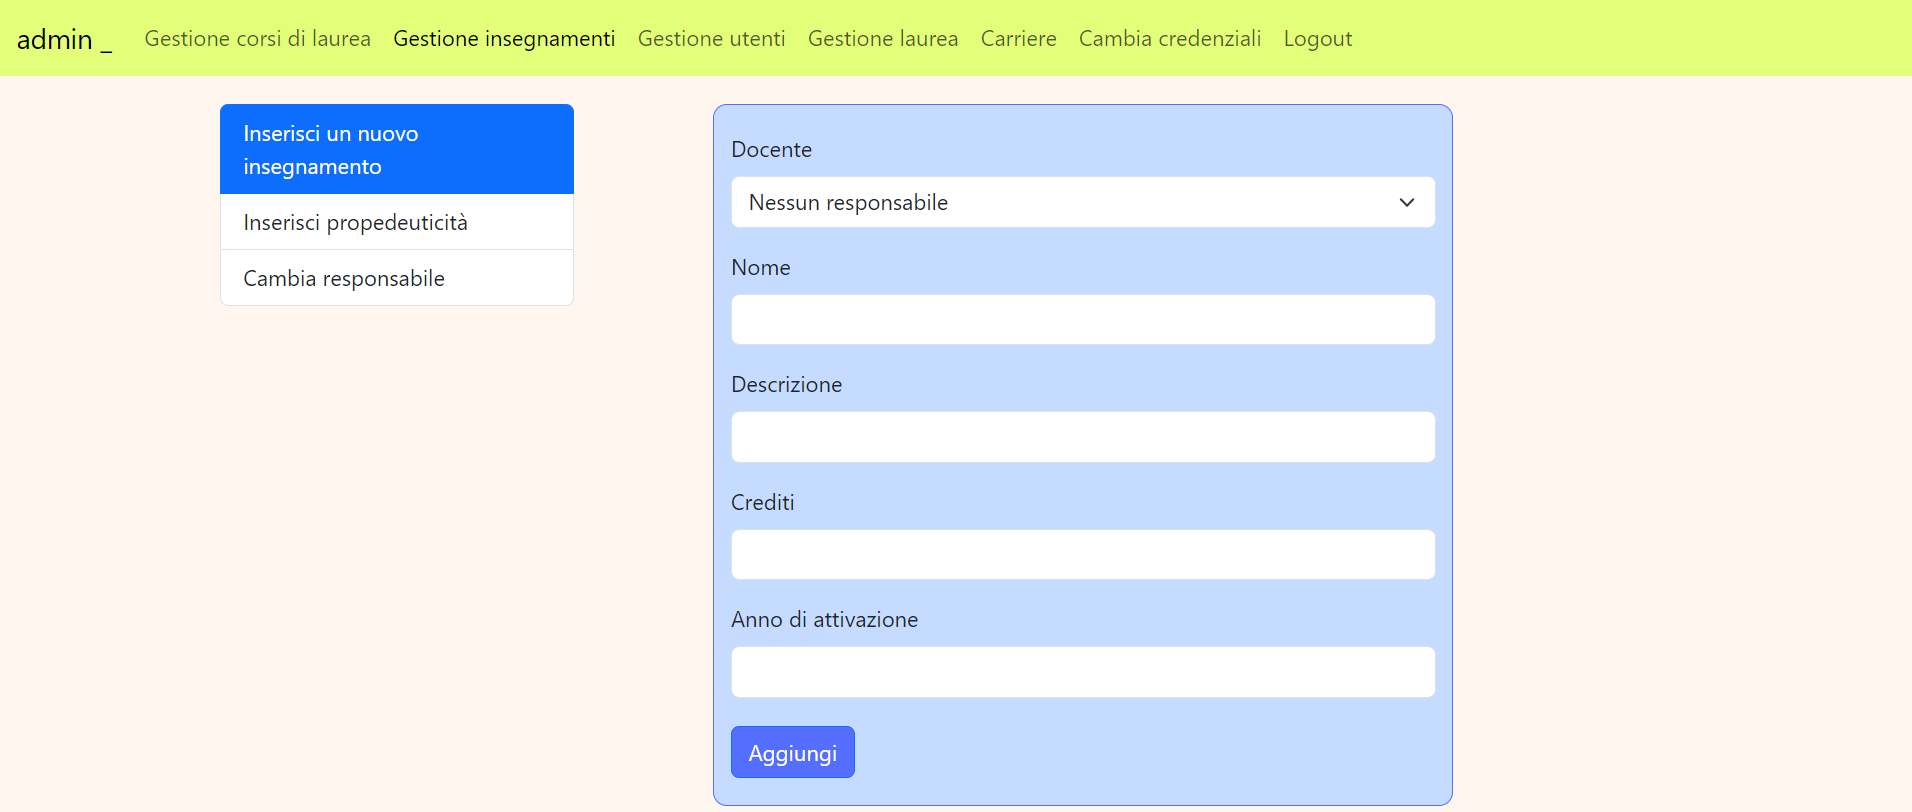 admin _ Gestione corsi di laurea Gestione insegnamenti Gestione utenti Gestione laurea Carriere Cambia credenziali Logout
Inserisci un nuovo
insegnamento
Inserisci propedeuticità
Cambia responsabile
Docente
Nessun responsabile
Nome
Descrizione
Crediti
Anno di attivazione
Aggiungi